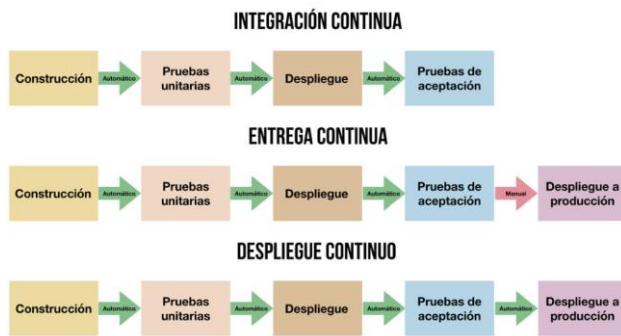 INTEGRACIÓN CONTINUA
Construcción
Automático
Pruebas
unitarias
Automático
Despliegue
Automático
Pruebas de
aceptación
ENTREGA CONTINUA
Construcción
Automático
Pruebas
unitarias
Automático
Despliegue
Automático
Pruebas de
aceptación
Manual
Despliegue a
producción
DESPLIEGUE CONTINUO
Construcción
Automático
Pruebas
unitarias
Automático
Despliegue
Automático
Pruebas de
aceptación
Automático
Despliegue a
producción